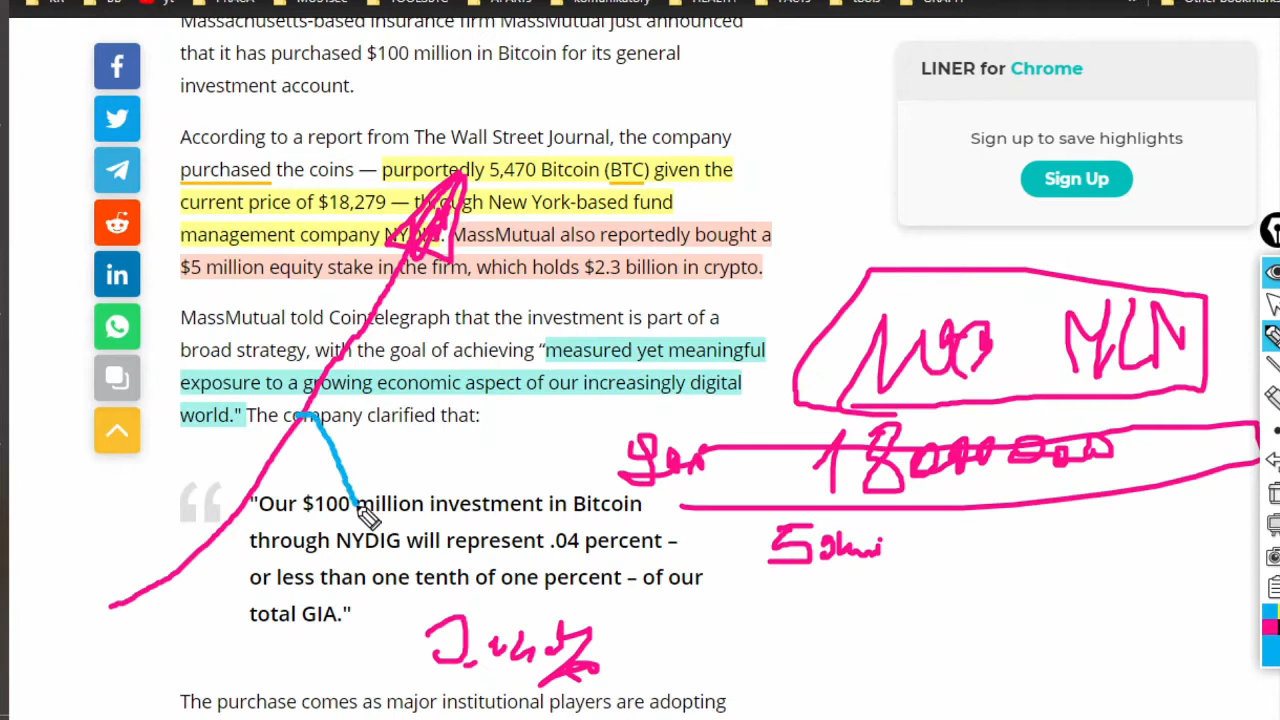 Massachusetts-based insurance firm MassMutual just announced
that it has purchased $100 million in Bitcoin for its general
investment account.
According to a report from The Wall Street Journal, the company
purchased the coins — purportedly 5,470 Bitcoin (BTC) given the
current price of $18,279 — through New York-based fund
management company NYDIG. MassMutual also reportedly bought a
$5 million equity stake in the firm, which holds $2.3 billion in crypto.
MassMutual told Cointelegraph that the investment is part of a
broad strategy, with the goal of achieving “measured yet meaningful
exposure to a growing economic aspect of our increasingly digital
world." The company clarified that:
"Our $100 million investment in Bitcoin
through NYDIG will represent .04 percent –
or less than one tenth of one percent – of our
total GIA."
The purchase comes as major institutional players are adopting
LINER for Chrome
Sign up to save highlights
Sign Up
MLN